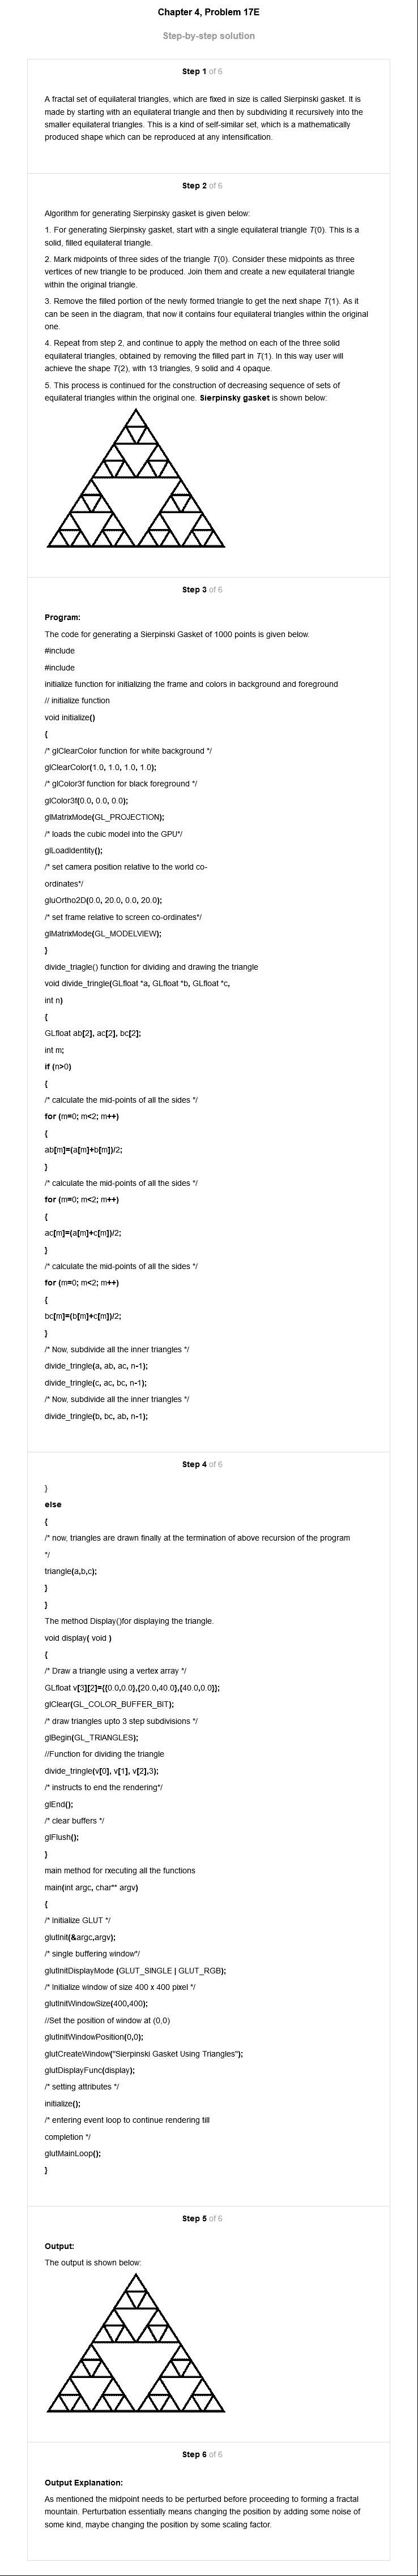 Chapter 4, Problem 17E
Step-by-step solution
Step 1 of 6
A fractal set of equilateral triangles, which are fixed in size is called Sierpinski gasket. It is
made by starting with an equilateral triangle and then by subdividing it recursively into the
smaller equilateral triangles. This is a kind of self-similar set, which is a mathematically
produced shape which can be reproduced at any intensification.
Step 2 of 6
Algorithm for generating Sierpinsky gasket is given below:
1. For generating Sierpinsky gasket, start with a single equilateral triangle T(0). This is a
solid, filled equilateral triangle.
2. Mark midpoints of three sides of the triangle T(0). Consider these midpoints as three
vertices of new triangle to be produced. Join them and create a new equilateral triangle
within the original triangle.
3. Remove the filled portion of the newly formed triangle to get the next shape T(1). As it
can be seen in the diagram, that now it contains four equilateral triangles within the original
one.
4. Repeat from step 2, and continue to apply the method on each of the three solid
equilateral triangles, obtained by removing the filled part in T(1). In this way user will
achieve the shape T(2), with 13 triangles, 9 solid and 4 opaque.
5. This process is continued for the construction of decreasing sequence of sets of
equilateral triangles within the original one. Sierpinsky gasket is shown below:
Step 3 of 6
Program:
The code for generating a Sierpinski Gasket of 1000 points is given below.
#include
#include
initialize function for initializing the frame and colors in background and foreground
// initialize function
void initialize()
{
/* glClearColor function for white background */
glClearColor(1.0, 1.0, 1.0, 1.0);
/* glColor3f function for black foreground */
glColor3f(0.0, 0.0, 0.0);
glMatrixMode(GL_PROJECTION);
/* loads the cubic model into the GPU*/
glLoadIdentity();
/* set camera position relative to the world co-
ordinates*/
gluOrtho2D(0.0, 20.0, 0.0, 20.0);
/* set frame relative to screen co-ordinates*/
glMatrixMode(GL_MODELVIEW);
}
divide_triagle() function for dividing and drawing the triangle
void divide_tringle(GLfloat *a, GLfloat *b, GLfloat *c,
int n)
{
GLfloat ab[2], ac[2], bc[2];
int m;
if (n>0)
{
/* calculate the mid-points of all the sides */
for (m=0; m<2; m++)
{
ab[m]=(a[m]+b[m])/2;
}
/* calculate the mid-points of all the sides */
for (m=0; m<2; m++)
{
ac[m]=(a[m]+c[m])/2;
}
/* calculate the mid-points of all the sides */
for (m=0; m<2; m++)
{
bc[m]=(b[m]+c[m])/2;
}
/* Now, subdivide all the inner triangles */
divide_tringle(a, ab, ac, n-1);
divide_tringle(c, ac, bc, n-1);
/* Now, subdivide all the inner triangles */
divide_tringle(b, bc, ab, n-1);
Step 4 of 6
}
else
{
/* now, triangles are drawn finally at the termination of above recursion of the program
*/
triangle(a,b,c);
}
}
The method Display()for displaying the triangle.
void display( void )
{
/* Draw a triangle using a vertex array */
GLfloat v[3][2]={{0.0,0.0},{20.0,40.0},{40.0,0.0}};
glClear(GL_COLOR_BUFFER_BIT);
/* draw triangles upto 3 step subdivisions */
glBegin(GL_TRIANGLES);
//Function for dividing the triangle
divide_tringle(v[0], v[1], v[2],3);
/* instructs to end the rendering*/
glEnd();
/* clear buffers */
glFlush();
}
main method for rxecuting all the functions
main(int argc, char** argv)
{
/* Initialize GLUT */
glutInit(&argc,argv);
/* single buffering window*/
glutInitDisplayMode (GLUT_SINGLE | GLUT_RGB);
/* Initialize window of size 400 x 400 pixel */
glutInitWindowSize(400,400);
//Set the position of window at (0,0)
glutInitWindowPosition(0,0);
glutCreateWindow("Sierpinski Gasket Using Triangles");
glutDisplayFunc(display);
/* setting attributes */
initialize();
/* entering event loop to continue rendering till
completion */
glutMainLoop();
}
Step 5 of 6
Output:
The output is shown below:
Step 6 of 6
Output Explanation:
As mentioned the midpoint needs to be perturbed before proceeding to forming a fractal
mountain. Perturbation essentially means changing the position by adding some noise of
some kind, maybe changing the position by some scaling factor.